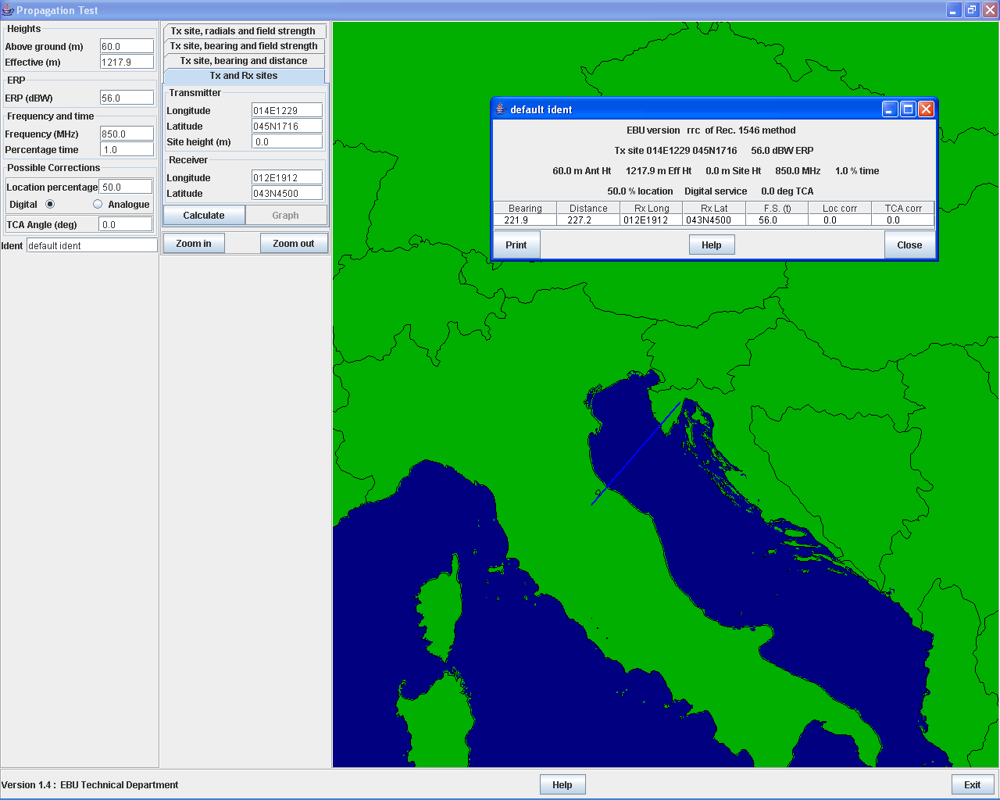 Propagation Test
Heights
Above ground (m) 60.0
Effective (m) 1217.9
ERP
ERP (dBW) 56.0
Frequency and time
Frequency (MHz) 850.0
Percentage time 1.0
Possible Corrections
Location percentage 50.0
Digital Analogue
TCA Angle (deg) 0.0
Ident default ident
Tx site, radials and field strength
Tx site, bearing and field strength
Tx site, bearing and distance
Tx and Rx sites
Transmitter
Longitude 014E1229
Latitude 045N1716
Site height (m) 0.0
Receiver
Longitude 012E1912
Latitude 043N4500
Calculate Graph
Zoom in Zoom out
default ident
EBU version rrc of Rec. 1546 method
Tx site 014E1229 045N1716 56.0 dBW ERP
60.0 m Ant Ht 1217.9 m Eff Ht 0.0 m Site Ht 850.0 MHz 1.0 % time
50.0 % location Digital service 0.0 deg TCA
Bearing Distance Rx Long Rx Lat F.S. (t) Loc corr TCA corr
221.9 227.2 012E1912 043N4500 56.0 0.0 0.0
Print Help Close
Version 1.4 : EBU Technical Department Help Exit